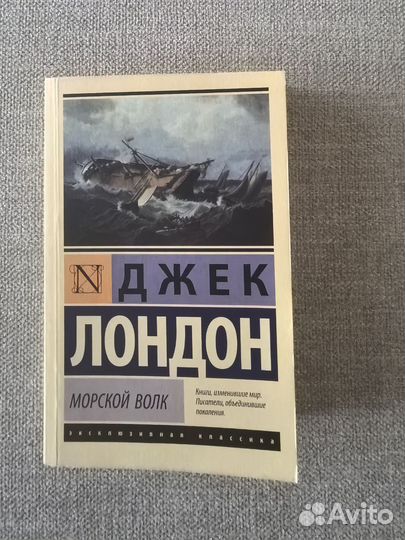 N ДЖЕК
ЛОНДОН
МОРСКОЙ ВОЛК
Книги, изменившие мир.
Писатели, объединившие
поколения.
эксклюзивная классика
Avito